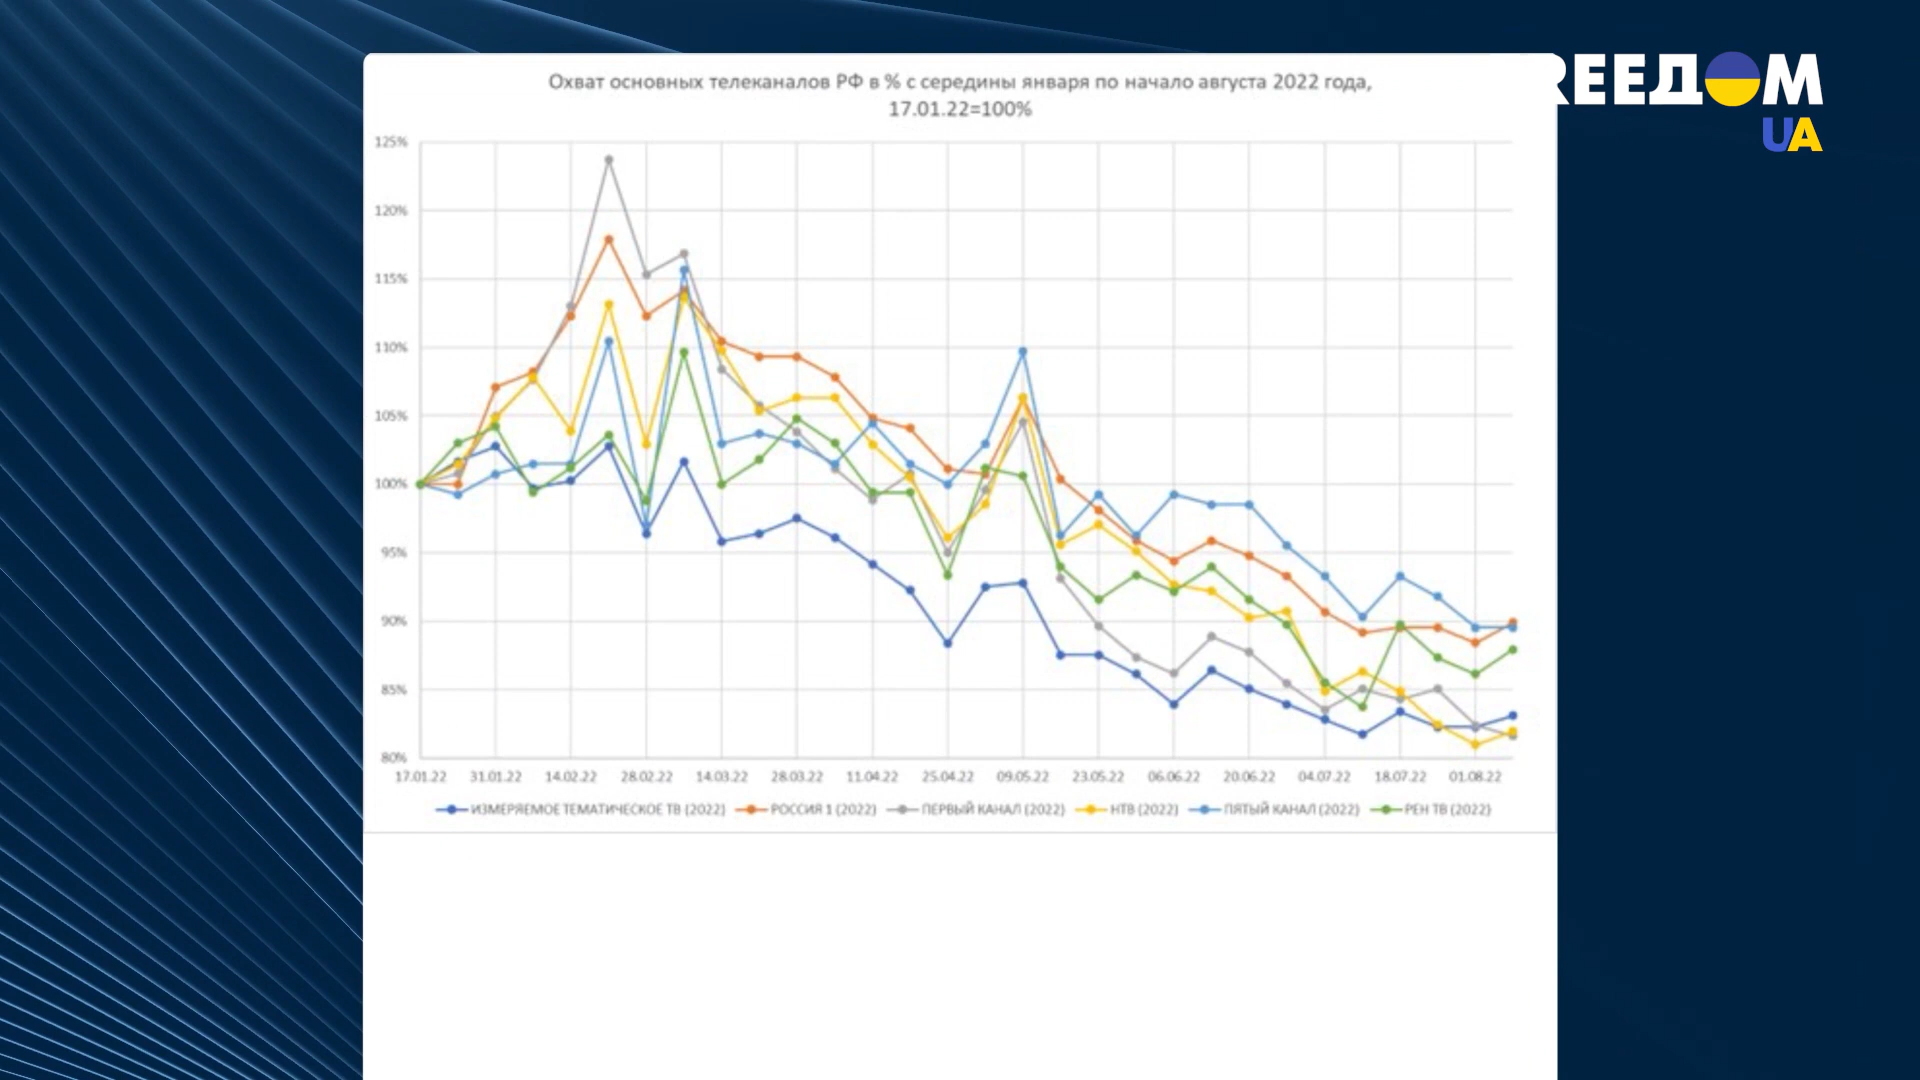 Охват основных телеканалов РФ в % с середины января по начало августа 2022 года,
17.01.22=100%
REEДOM
UA
125%
120%
115%
110%
105%
100%
95%
90%
85%
80%
17.01.22 31.01.22 14.02.22 28.02.22 14.03.22 28.03.22 11.04.22 25.04.22 09.05.22 23.05.22 06.06.22 20.06.22 04.07.22 18.07.22 01.08.22
ИЗМЕРЯЕМОЕ ТЕМАТИЧЕСКОЕ ТВ (2022) РОССИЯ 1 (2022) ПЕРВЫЙ КАНАЛ (2022) НТВ (2022) ПЯТЫЙ КАНАЛ (2022) РЕН ТВ (2022)